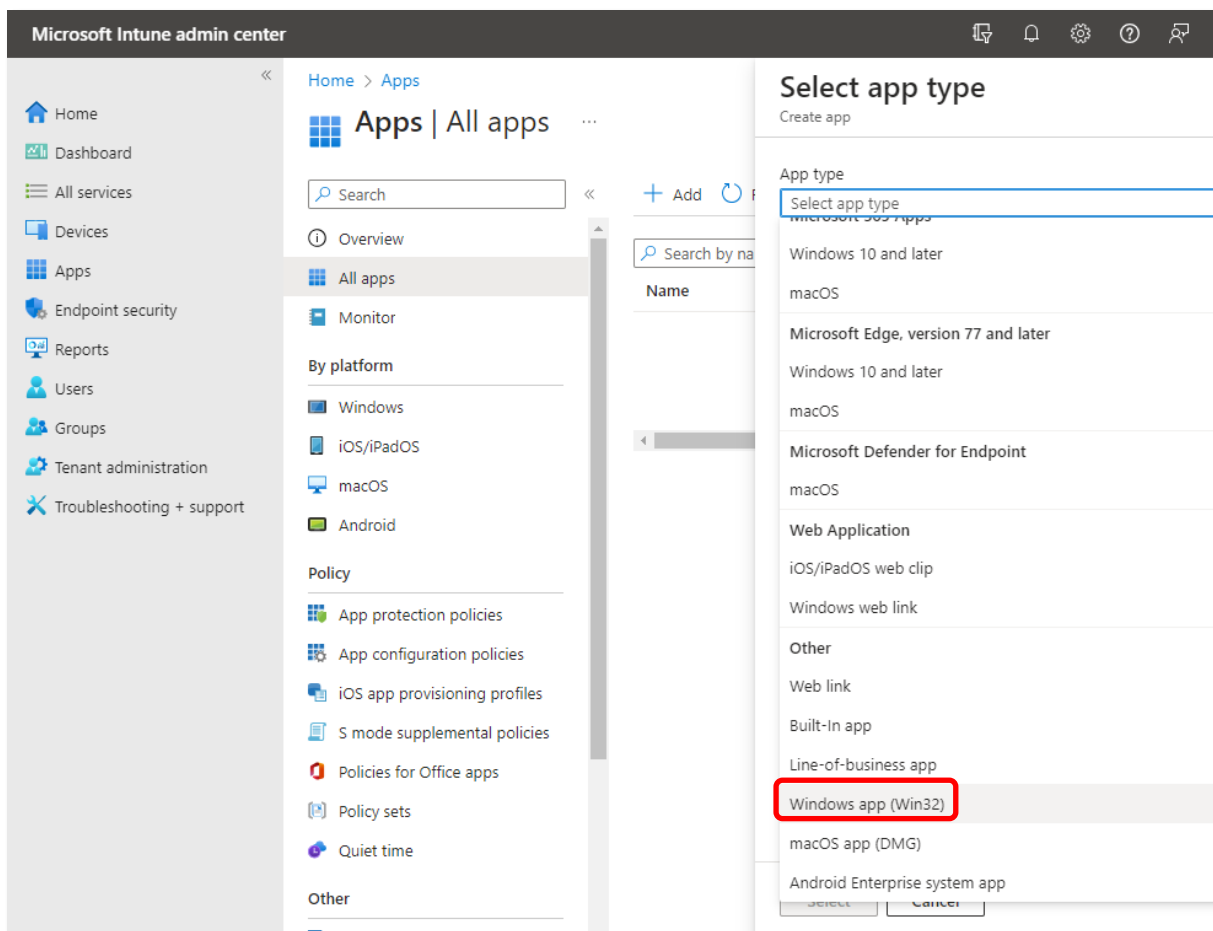 Microsoft Intune admin center
Home
Dashboard
All services
Devices
Apps
Endpoint security
Reports
Users
Groups
Tenant administration
Troubleshooting + support
Home > Apps
Apps | All apps
Search
Overview
All apps
Monitor
By platform
Windows
iOS/iPadOS
macOS
Android
Policy
App protection policies
App configuration policies
iOS app provisioning profiles
S mode supplemental policies
Policies for Office apps
Policy sets
Quiet time
Other
Add
Search by na
Name
Select app type
Create app
App type
Select app type
Microsoft 365 Apps
Windows 10 and later
macOS
Microsoft Edge, version 77 and later
Windows 10 and later
macOS
Microsoft Defender for Endpoint
macOS
Web Application
iOS/iPadOS web clip
Windows web link
Other
Web link
Built-In app
Line-of-business app
Windows app (Win32)
macOS app (DMG)
Android Enterprise system app
Select
Cancel